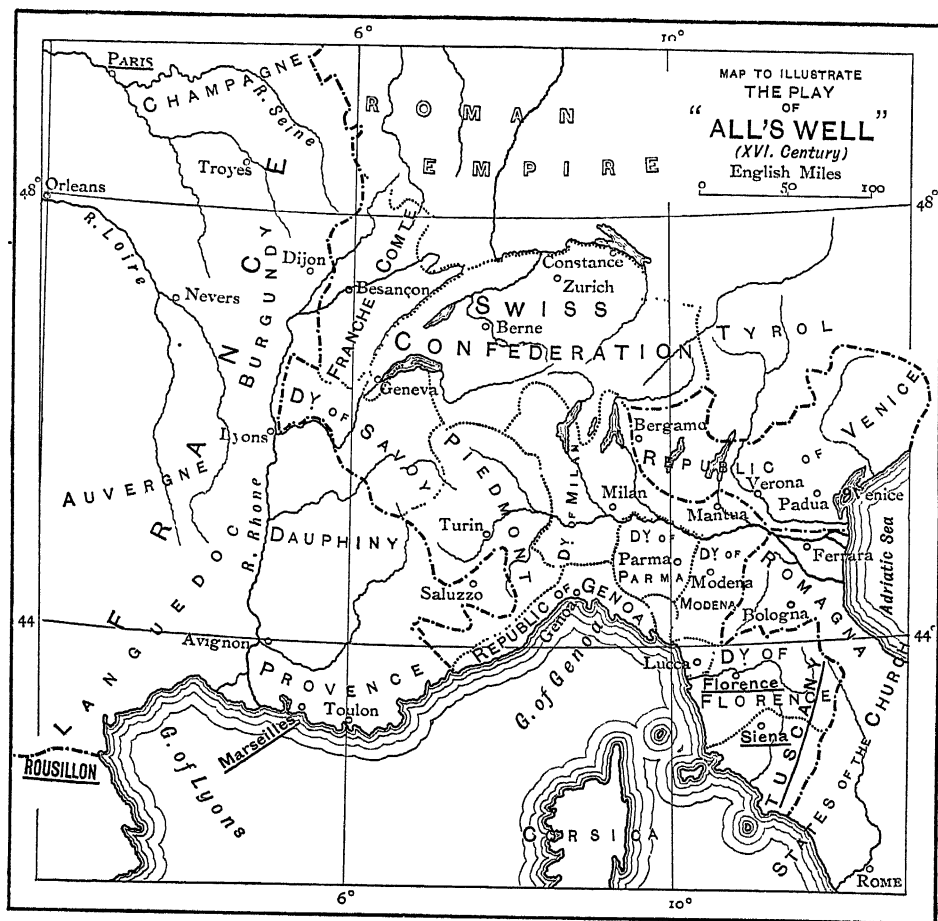 MAP TO ILLUSTRATE
THE PLAY
OF
"ALL'S WELL"
(XVI. Century)
English Miles
0 50 100
6°
10°
48°
48°
PARIS
CHAMPAGNE
R. Seine
ROMAN
EMPIRE
Troyes
Orleans
R. Loire
FRANCE
Dijon
BURGUNDY
FRANCHE COMTE
Besançon
Nevers
Constance
Zurich
SWISS
Berne
CONFEDERATION
TYROL
Geneva
DY OF SAVOY
Lyons
PIEDMONT
DY OF MILAN
Bergamo
REPUBLIC OF VENICE
Verona
Padua
Venice
AUVERGNE
Milan
Mantua
R. Rhone
DAUPHINY
Turin
DY OF
Parma
PARMA
DY OF
Modena
MODENA
Ferrara
ROMAGNA
Adriatic Sea
Saluzzo
Bologna
REPUBLIC OF GENOA
Genoa
44°
44°
LANGUEDOC
Avignon
PROVENCE
G. of Genoa
Lucca
DY OF
Florence
FLORENCE
Toulon
Marseilles
Siena
TUSCANY
STATES OF THE CHURCH
ROUSILLON
G. of Lyons
CORSICA
ROME
6°
10°